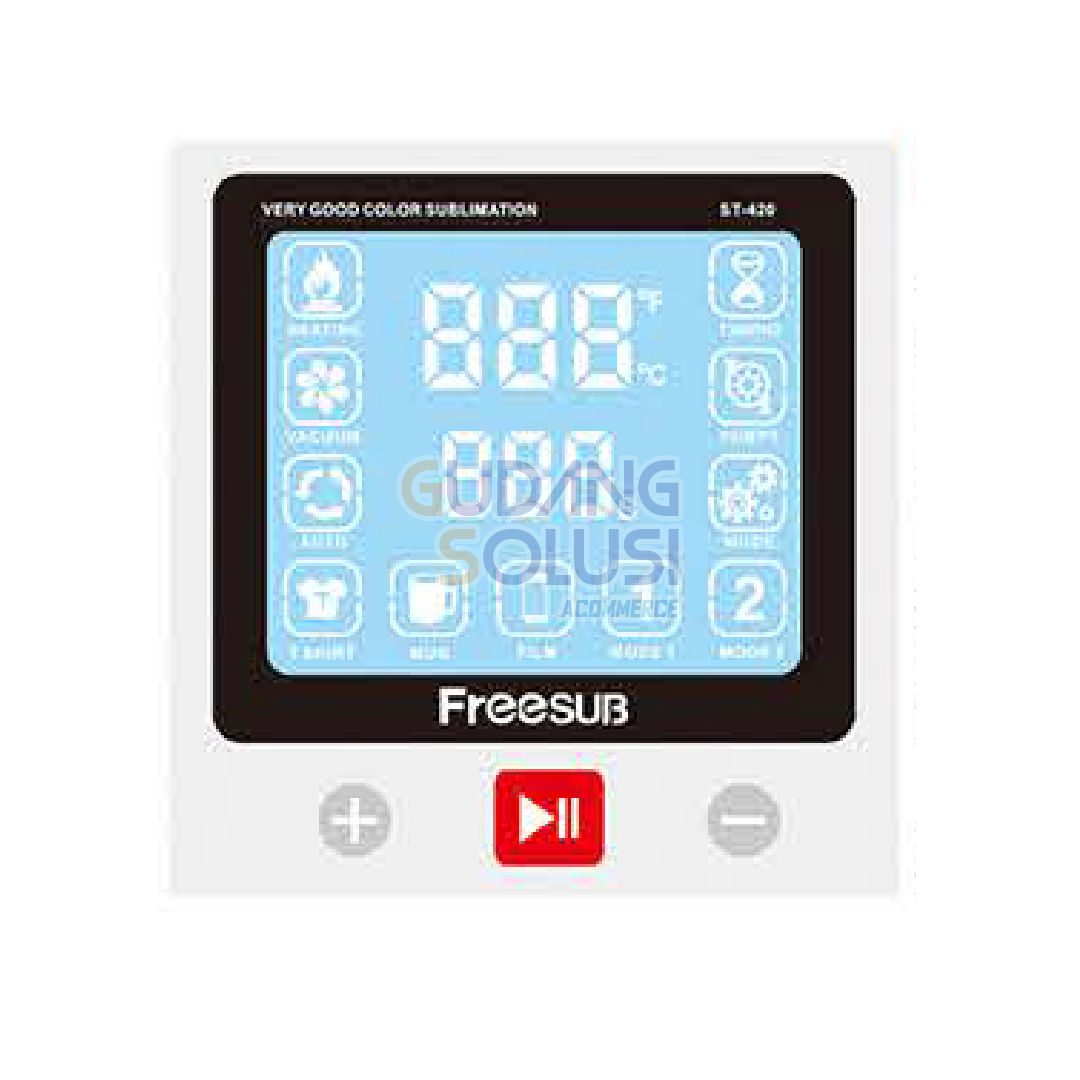 VERY GOOD COLOR SUBLIMATION ST-420
°F
HEATING TIMING
888
°C
VACUUM
888
AUTO MODE
GUDANG
SOLUSI
ACOMMERCE
1 2
T-SHIRT MUG FILM MODE 1 MODE 2
FreesuB